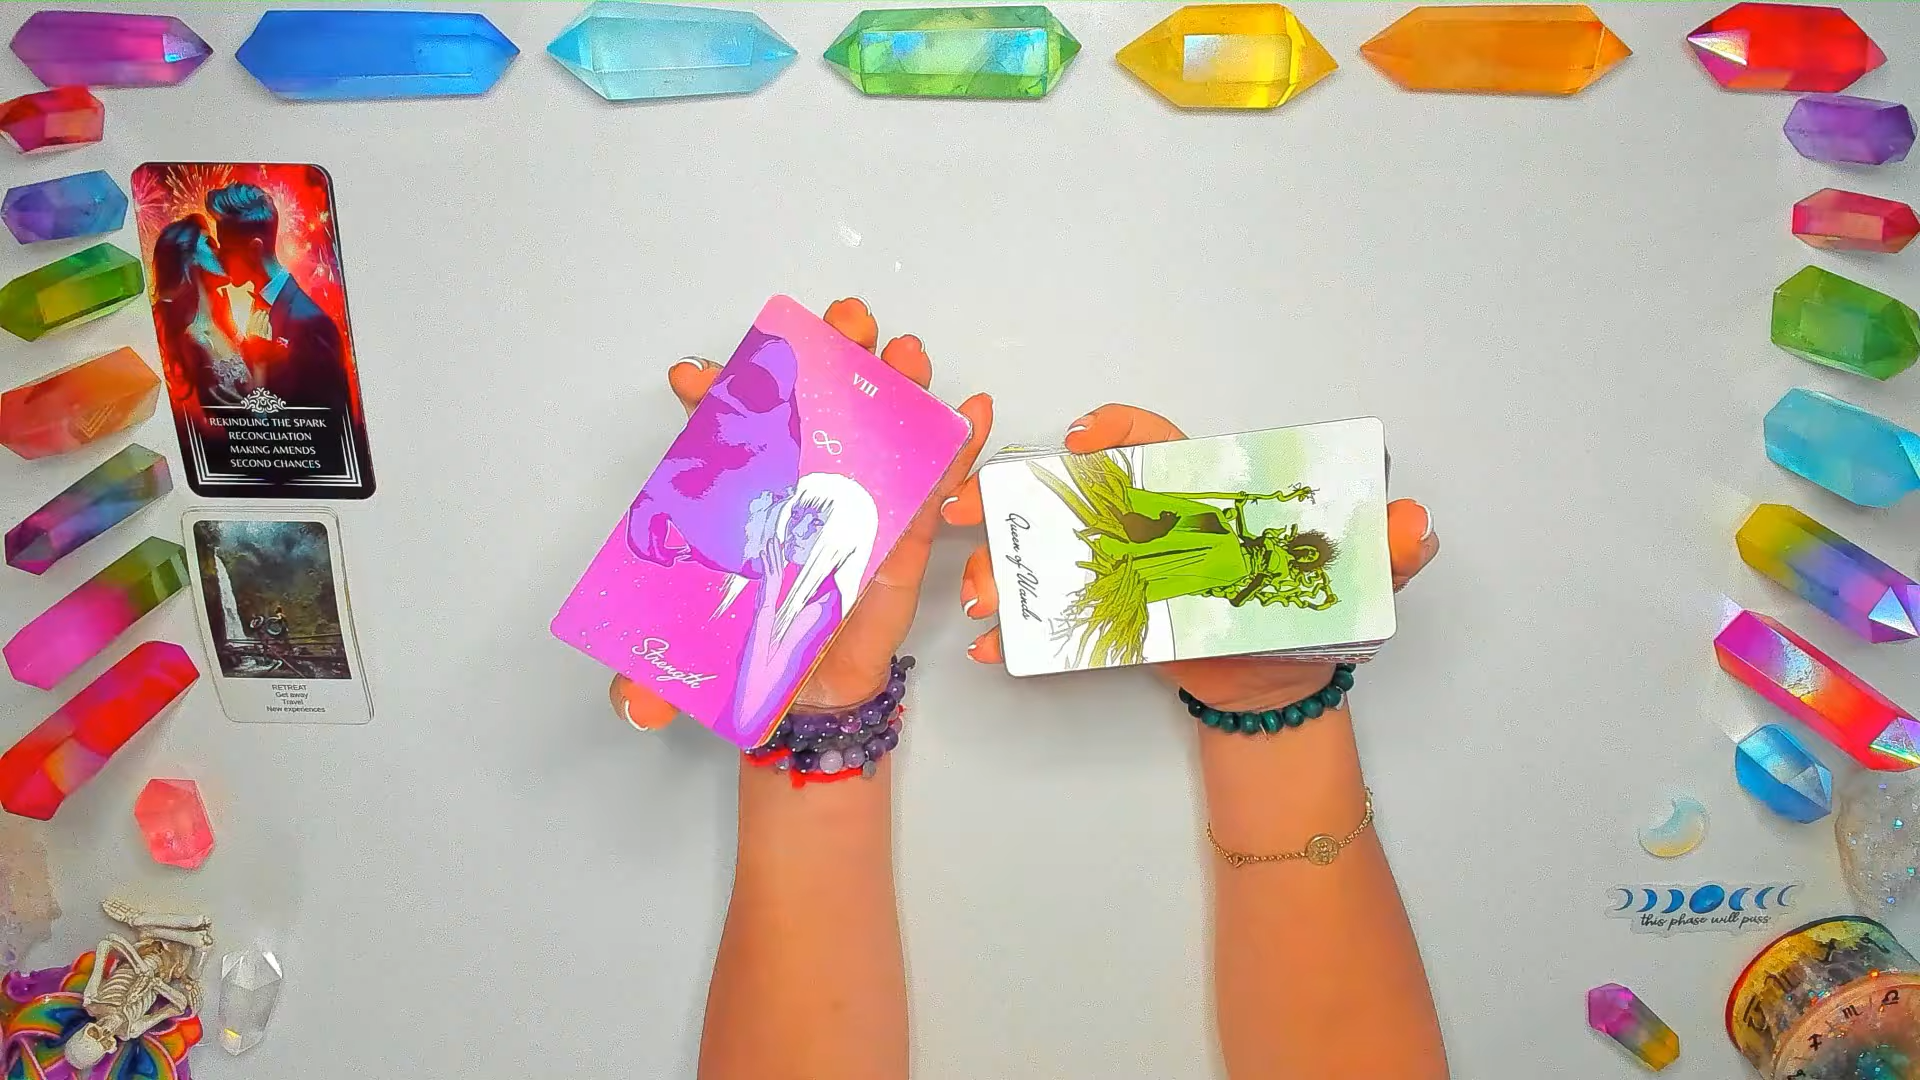 REKINDLING THE SPARK
RECONCILIATION
MAKING AMENDS
SECOND CHANCES
RETREAT
Get away
Travel
New experiences
VIII
Strength
Queen of Wands
this phase will pass